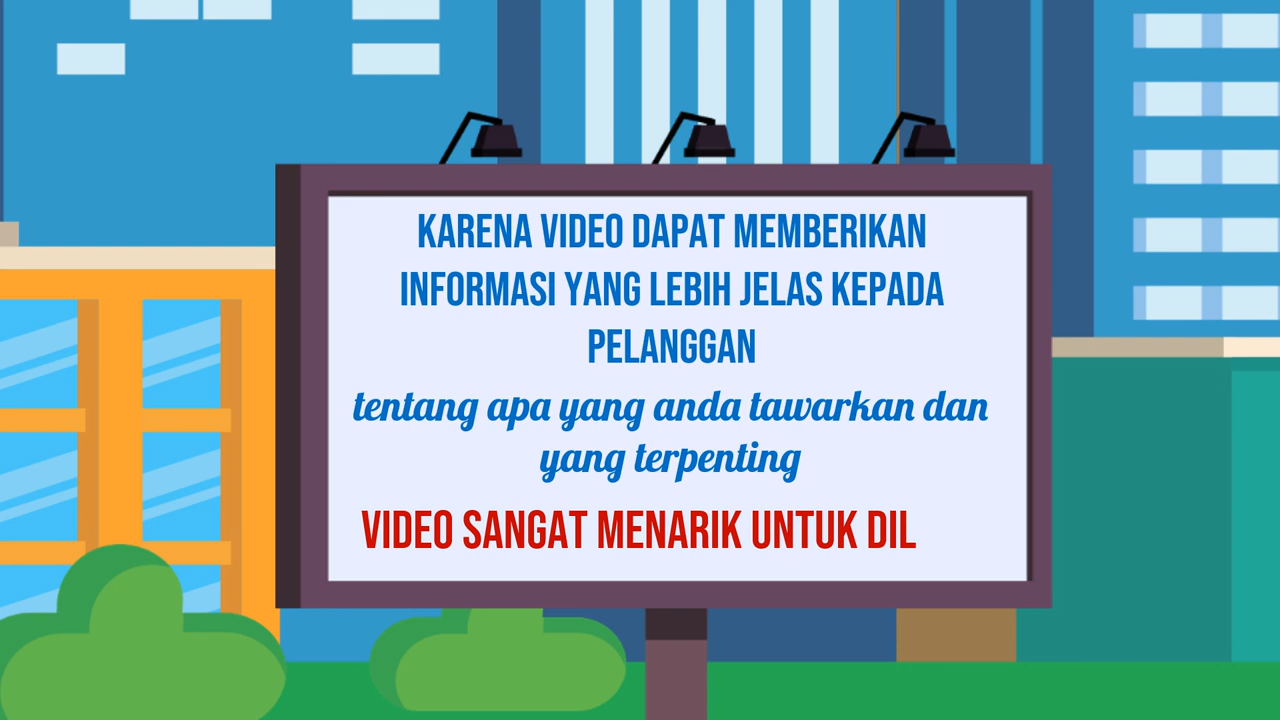 KARENA VIDEO DAPAT MEMBERIKAN
INFORMASI YANG LEBIH JELAS KEPADA
PELANGGAN
tentang apa yang anda tawarkan dan
yang terpenting
VIDEO SANGAT MENARIK UNTUK DIL